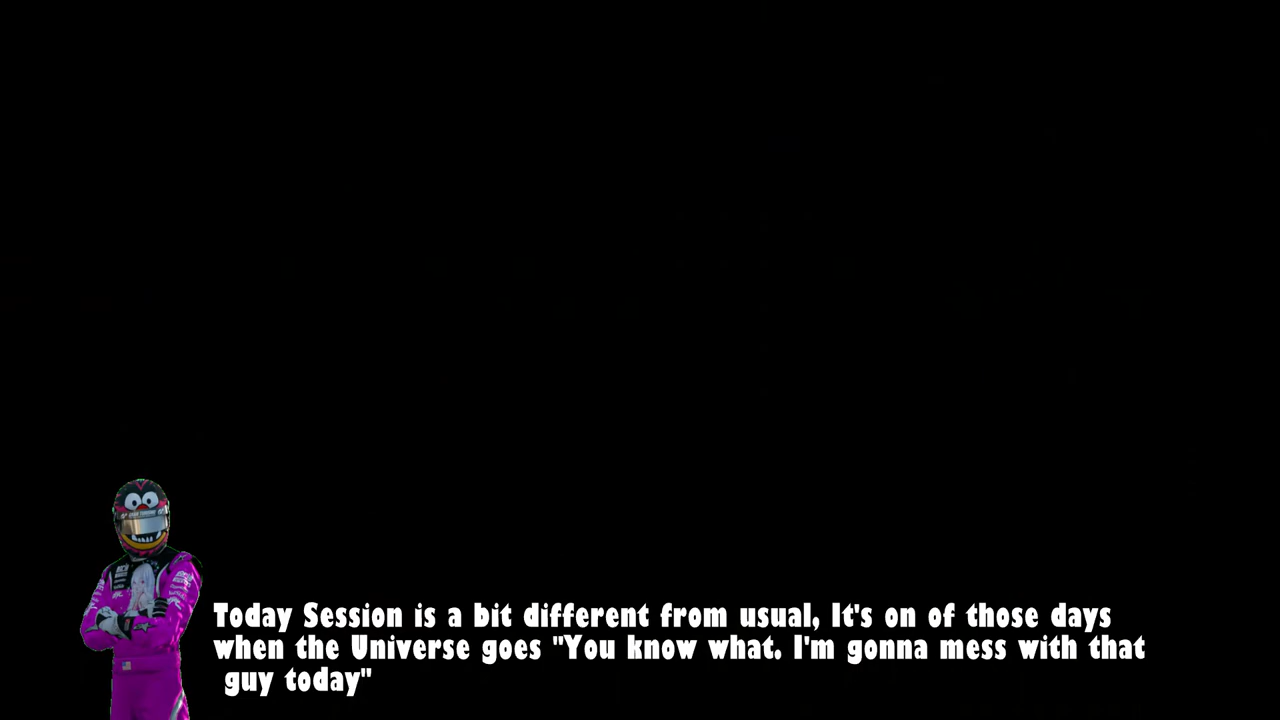 Today Session is a bit different from usual, It's on of those days
when the Universe goes "You know what. I'm gonna mess with that
guy today"